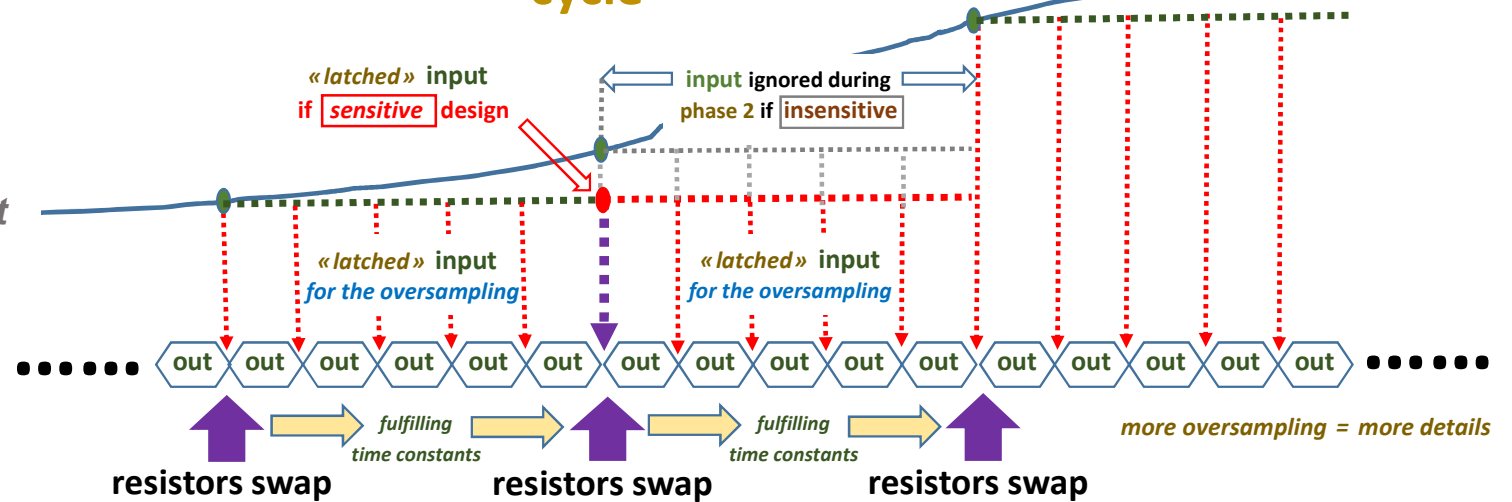 cycle
« latched » input
if sensitive design
input ignored during
phase 2 if insensitive
t
« latched » input
for the oversampling
« latched » input
for the oversampling
out out out out out out out out out out out out out out out out
fulfilling
time constants
fulfilling
time constants
more oversampling = more details
resistors swap
resistors swap
resistors swap